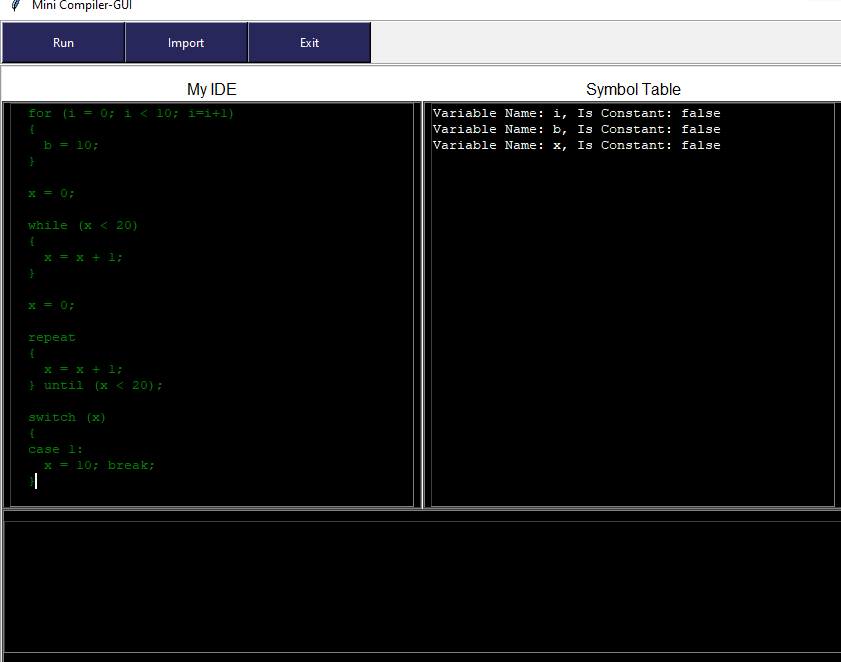 Mini Compiler-GUI
Run
Import
Exit
My IDE
for (i = 0; i < 10; i=i+1)
{
  b = 10;
}
x = 0;
while (x < 20)
{
  x = x + 1;
}
x = 0;
repeat
{
  x = x + 1;
} until (x < 20);
switch (x)
{
case 1:
  x = 10; break;
}
Symbol Table
Variable Name: i, Is Constant: false
Variable Name: b, Is Constant: false
Variable Name: x, Is Constant: false